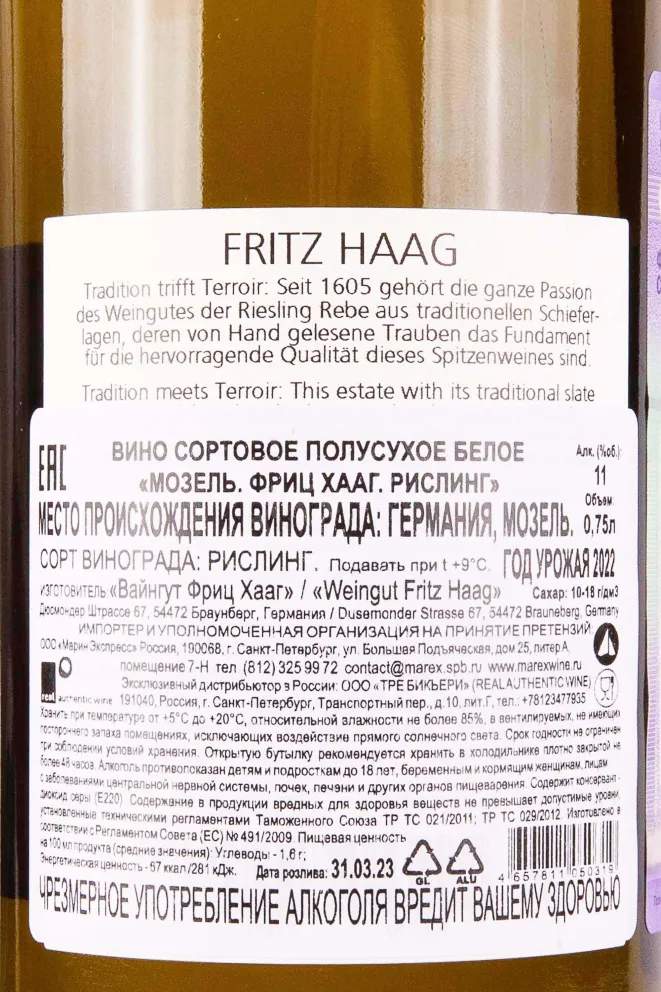 FRITZ HAAG
Tradition trifft Terroir: Seit 1605 gehört die ganze Passion
des Weingutes der Riesling Rebe aus traditionellen Schiefer-
lagen, deren von Hand gelesene Trauben das Fundament
für die hervorragende Qualität dieses Spitzenweines sind.
Tradition meets Terroir: This estate with its traditional slate
EAC
ВИНО СОРТОВОЕ ПОЛУСУХОЕ БЕЛОЕ
Алк. (%об.)
«МОЗЕЛЬ. ФРИЦ ХААГ. РИСЛИНГ»
11
Объем
МЕСТО ПРОИСХОЖДЕНИЯ ВИНОГРАДА: ГЕРМАНИЯ, МОЗЕЛЬ. 0,75л
СОРТ ВИНОГРАДА: РИСЛИНГ. Подавать при t +9°C. ГОД УРОЖАЯ 2022
ИЗГОТОВИТЕЛЬ «Вайнгут Фриц Хааг» / «Weingut Fritz Haag» Сахар: 10-18 г/дм3
Дюсмондер Штрассе 67, 54472 Браунберг, Германия / Dusemonder Strasse 67, 54472 Brauneberg, Germany
ИМПОРТЕР И УПОЛНОМОЧЕННАЯ ОРГАНИЗАЦИЯ НА ПРИНЯТИЕ ПРЕТЕНЗИЙ:
ООО «Марин Экспресс» Россия, 190068, г. Санкт-Петербург, ул. Большая Подъяческая, дом 25, литер А,
помещение 7-Н тел. (812) 325 99 72 contact@marex.spb.ru www.marexwine.ru
Эксклюзивный дистрибьютор в России: ООО «ТРЕ БИКЬЕРИ» (REAL AUTHENTIC WINE)
real authentic wine 191040, Россия, г. Санкт-Петербург, Транспортный пер., д.10, лит.Г, тел.: +78123477935
Хранить при температуре от +5°C до +20°C, относительной влажности не более 85%, в вентилируемых, не имеющих
постороннего запаха помещениях, исключающих воздействие прямого солнечного света. Срок годности не ограничен
при соблюдении условий хранения. Открытую бутылку рекомендуется хранить в холодильнике плотно закрытой не
более 48 часов. Алкоголь противопоказан детям и подросткам до 18 лет, беременным и кормящим женщинам, лицам
с заболеваниями центральной нервной системы, почек, печени и других органов пищеварения. Содержит консервант -
диоксид серы (E220). Содержание в продукции вредных для здоровья веществ не превышает допустимые уровни,
установленные техническими регламентами Таможенного Союза ТР ТС 021/2011; ТР ТС 029/2012. Изготовлено в
соответствии с Регламентом Совета (ЕС) № 491/2009. Пищевая ценность
на 100 мл продукта (средние значения): Углеводы - 1,6 г;
Энергетическая ценность - 67 ккал/281 кДж. Дата розлива: 31.03.23
GL ALU
4 657811 050319
ЧРЕЗМЕРНОЕ УПОТРЕБЛЕНИЕ АЛКОГОЛЯ ВРЕДИТ ВАШЕМУ ЗДОРОВЬЮ